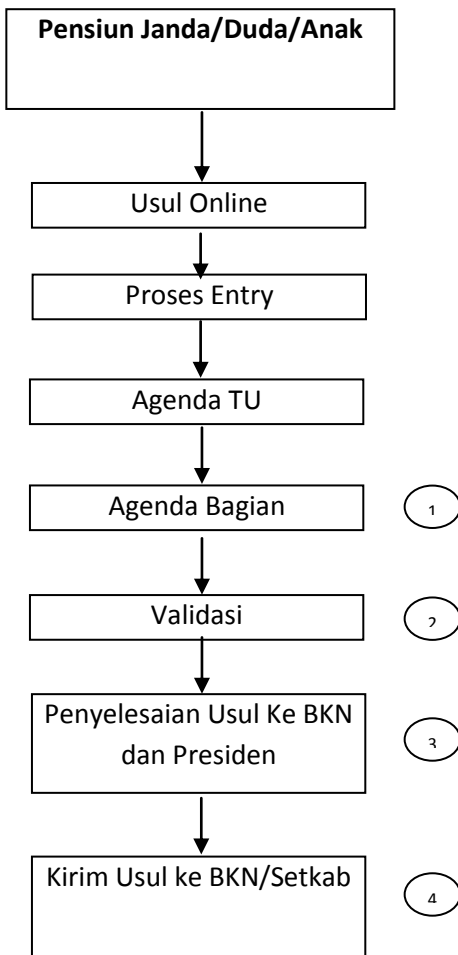 Pensiun Janda/Duda/Anak
Usul Online
Proses Entry
Agenda TU
Agenda Bagian
1
Validasi
2
Penyelesaian Usul Ke BKN
dan Presiden
3
Kirim Usul ke BKN/Setkab
4